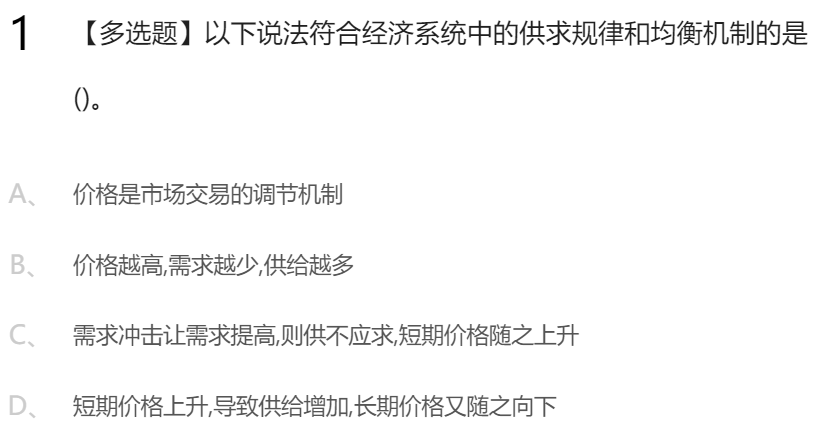 1 【多选题】以下说法符合经济系统中的供求规律和均衡机制的是
()。
A、 价格是市场交易的调节机制
B、 价格越高,需求越少,供给越多
C、 需求冲击让需求提高,则供不应求,短期价格随之上升
D、 短期价格上升,导致供给增加,长期价格又随之向下